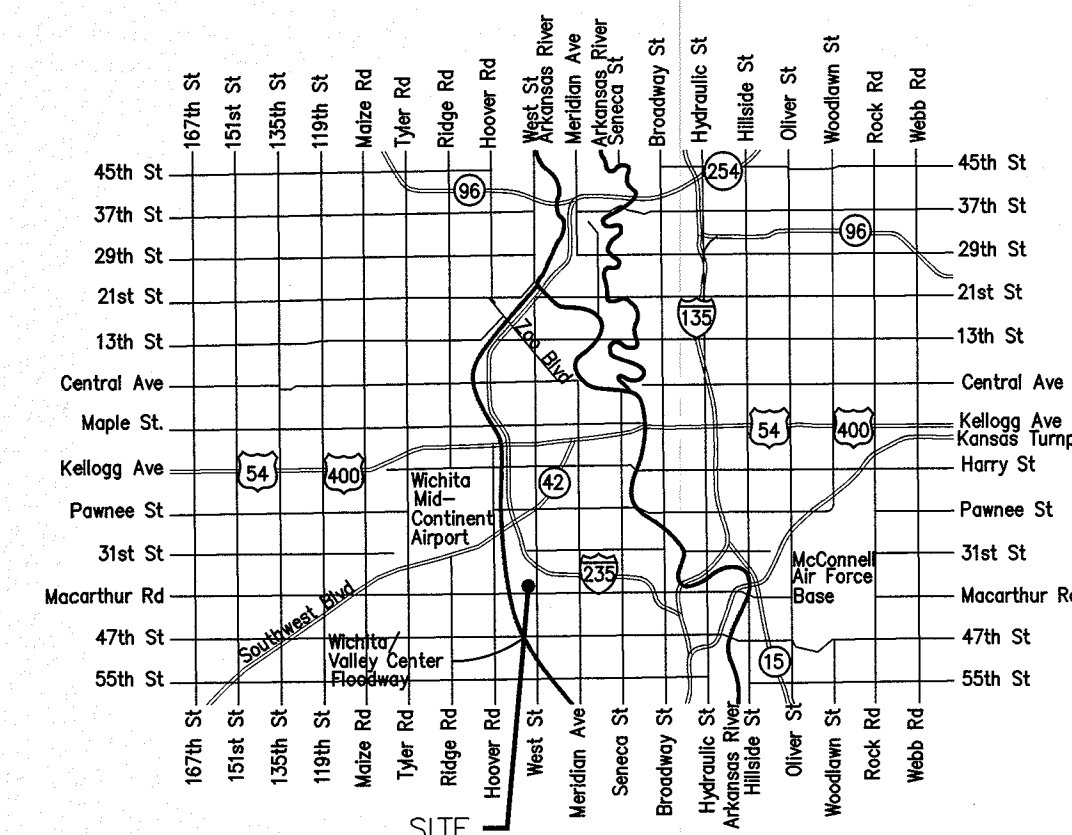 167th St
151st St
135th St
119th St
Maize Rd
Tyler Rd
Ridge Rd
Hoover Rd
West St
Arkansas River
Meridian Ave
Arkansas River
Seneca St
Broadway St
Hydraulic St
Hillside St
Oliver St
Woodlawn St
Rock Rd
Webb Rd
45th St
37th St
29th St
21st St
13th St
Central Ave
Maple St.
Kellogg Ave
Pawnee St
31st St
Macarthur Rd
47th St
55th St
96
254
96
135
Zoo Blvd
54
400
54
400
42
Wichita
Mid-
Continent
Airport
235
McConnell
Air Force
Base
Southwest Blvd
Wichita/
Valley Center
Floodway
15
45th St
37th St
29th St
21st St
13th St
Central Ave
Kellogg Ave
Kansas Turnp
Harry St
Pawnee St
31st St
Macarthur Rd
47th St
55th St
167th St
151st St
135th St
119th St
Maize Rd
Tyler Rd
Ridge Rd
Hoover Rd
West St
Meridian Ave
Seneca St
Broadway St
Hydraulic St
Arkansas River
Hillside St
Oliver St
Woodlawn St
Rock Rd
Webb Rd
SITE